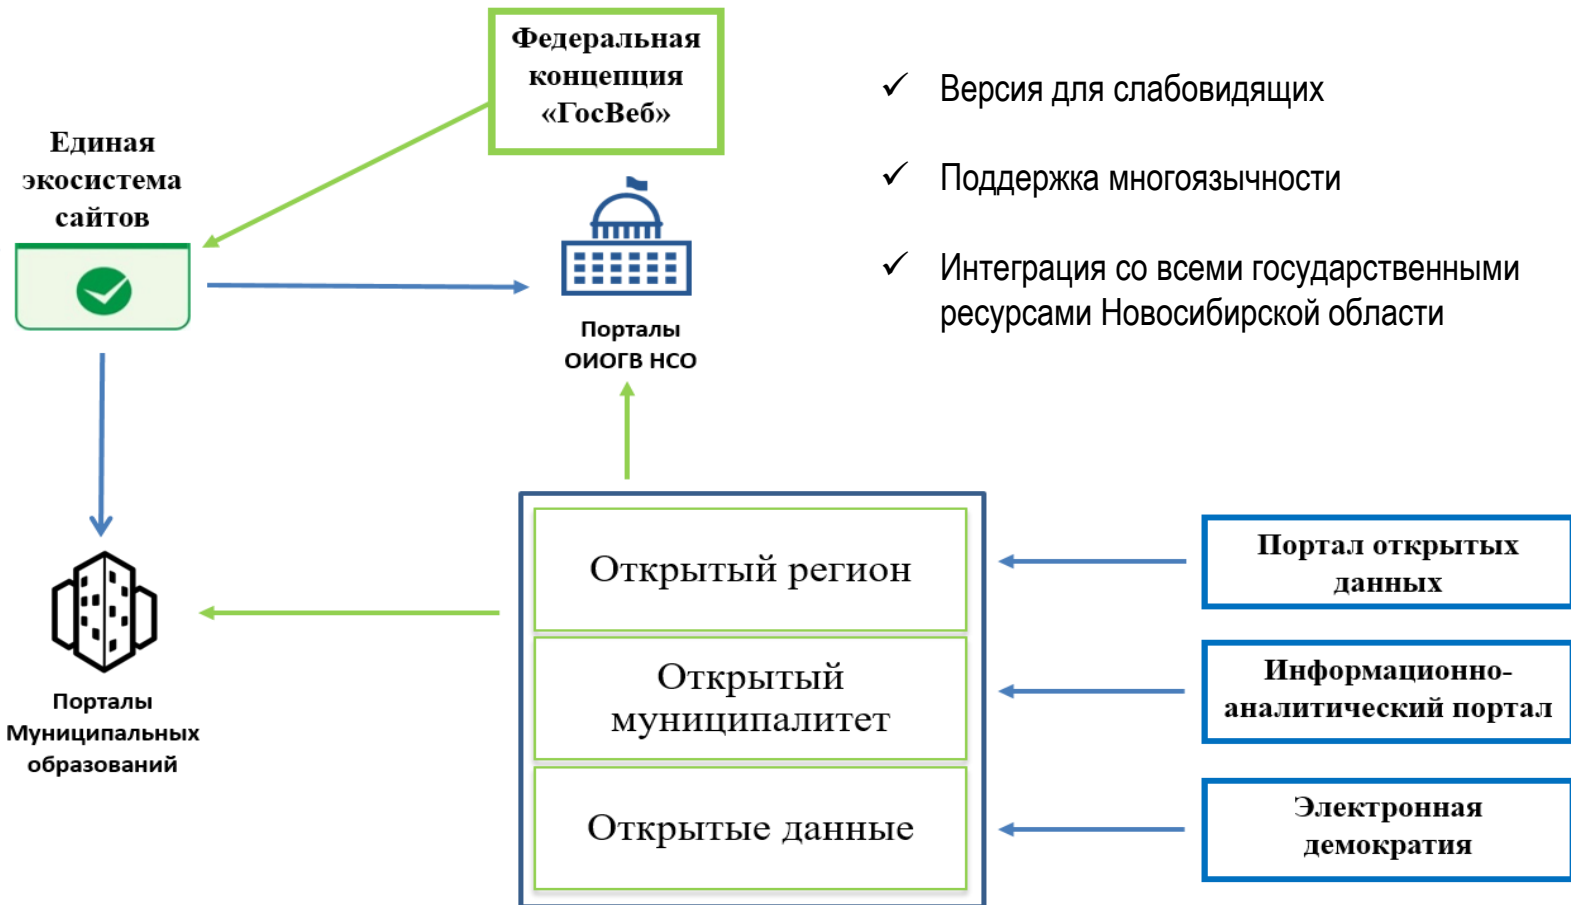 Федеральная
концепция
«ГосВеб»
Единая
экосистема
сайтов
Порталы
ОИОГВ НСО
✓ Версия для слабовидящих
✓ Поддержка многоязычности
✓ Интеграция со всеми государственными
ресурсами Новосибирской области
Порталы
Муниципальных
образований
Открытый регион
Открытый
муниципалитет
Открытые данные
Портал открытых
данных
Информационно-
аналитический портал
Электронная
демократия